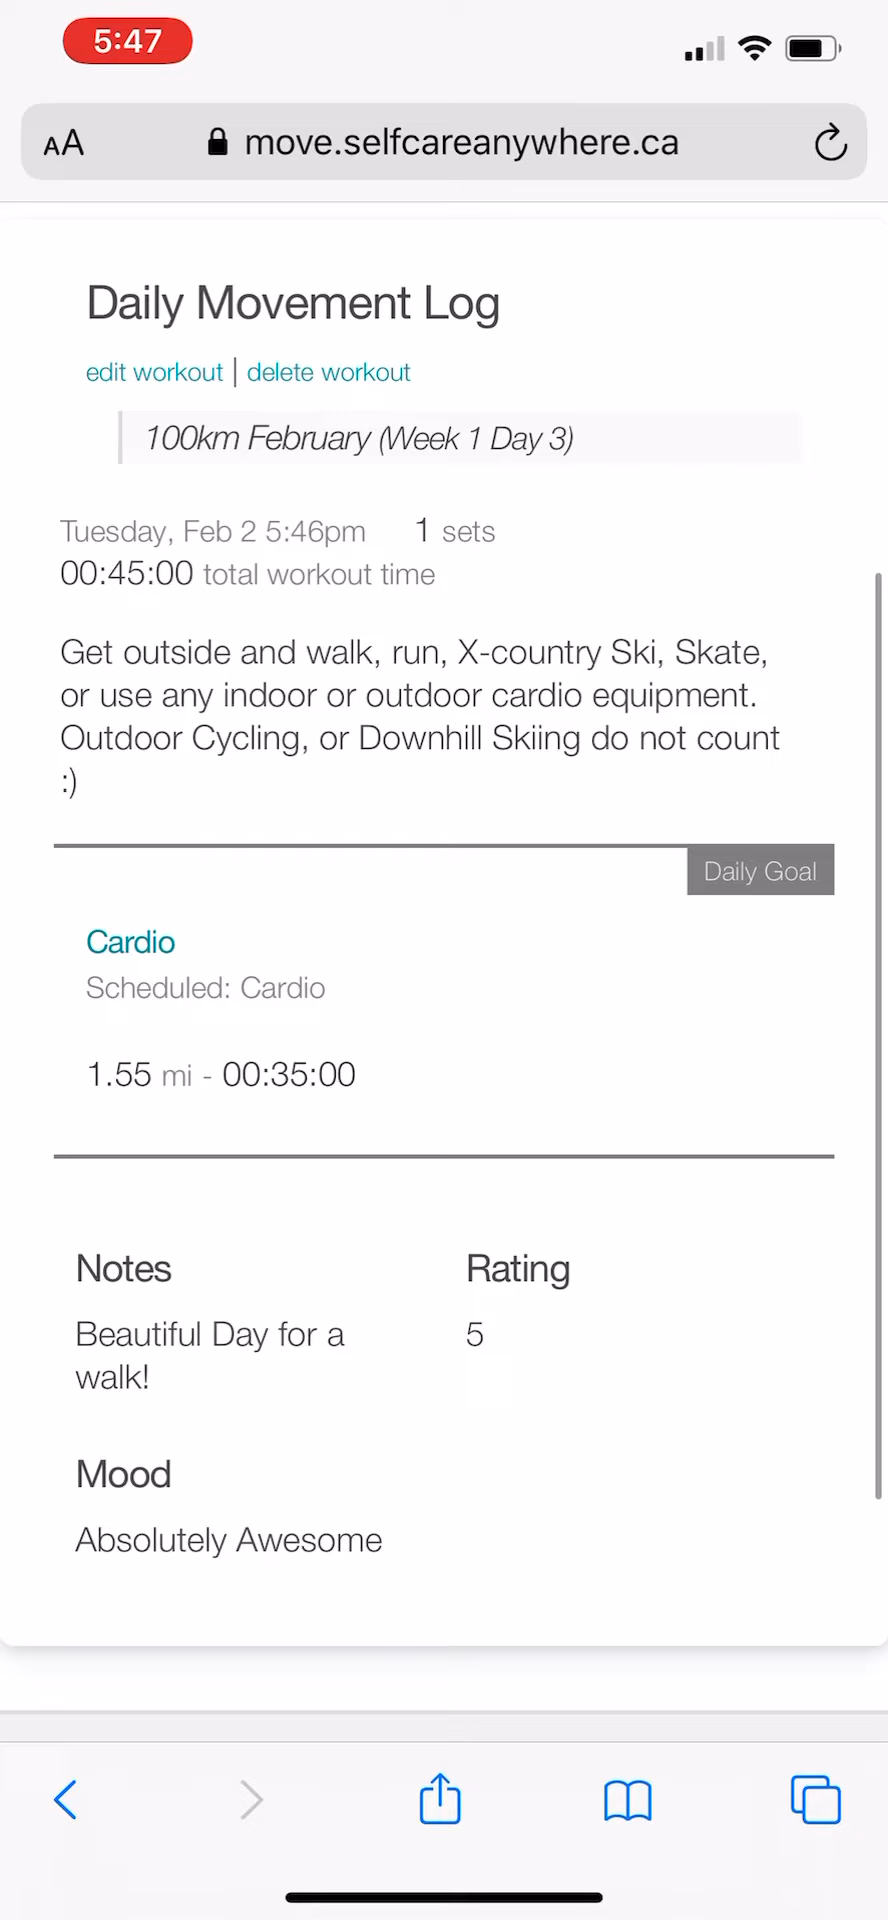 5:47
AA move.selfcareanywhere.ca
Daily Movement Log
edit workout | delete workout
100km February (Week 1 Day 3)
Tuesday, Feb 2 5:46pm 1 sets
00:45:00 total workout time
Get outside and walk, run, X-country Ski, Skate,
or use any indoor or outdoor cardio equipment.
Outdoor Cycling, or Downhill Skiing do not count
:)
Daily Goal
Cardio
Scheduled: Cardio
1.55 mi - 00:35:00
Notes
Beautiful Day for a
walk!
Rating
5
Mood
Absolutely Awesome